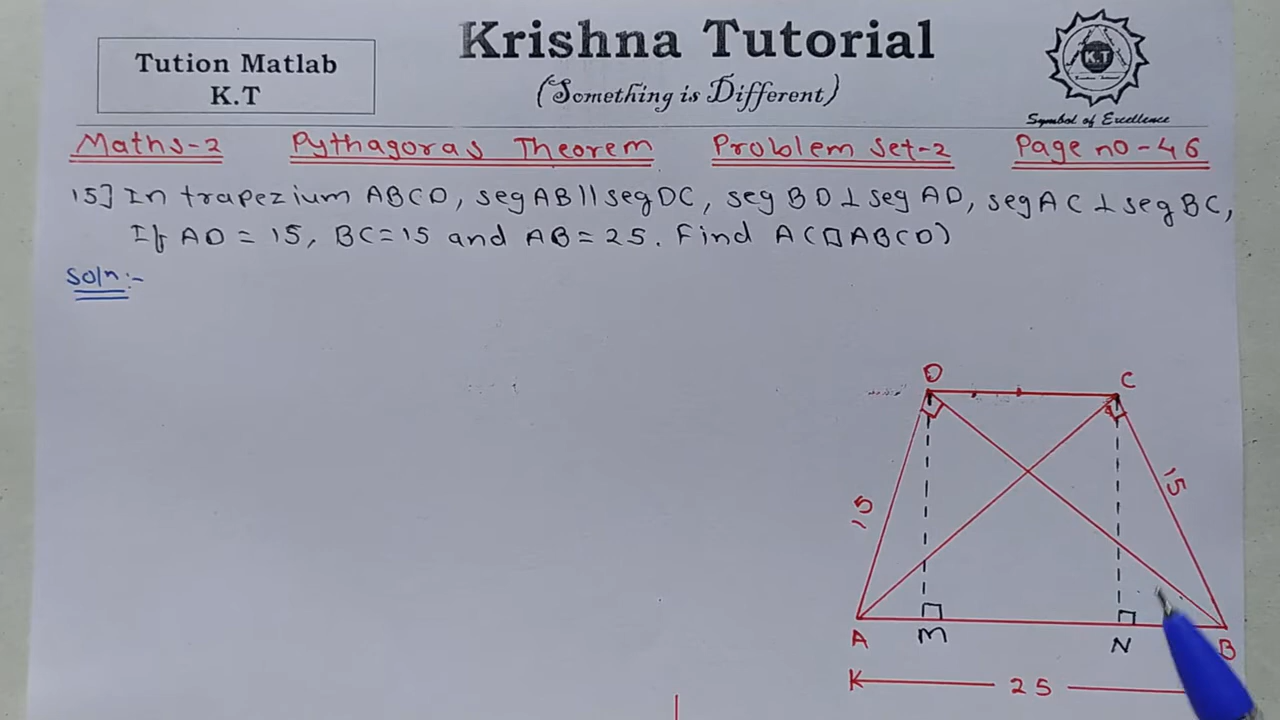 Tution Matlab
K.T
Krishna Tutorial
(Something is Different)
K.T
Symbol of Excellence
Maths-2 Pythagoras Theorem Problem Set-2 Page no-46
15] In trapezium ABCD, seg AB || seg DC, seg BD ⊥ seg AD, seg AC ⊥ seg BC,
If AD = 15, BC=15 and AB = 25. Find A(□ABCD)
Soln:-
D C
15 15
A M N B
25